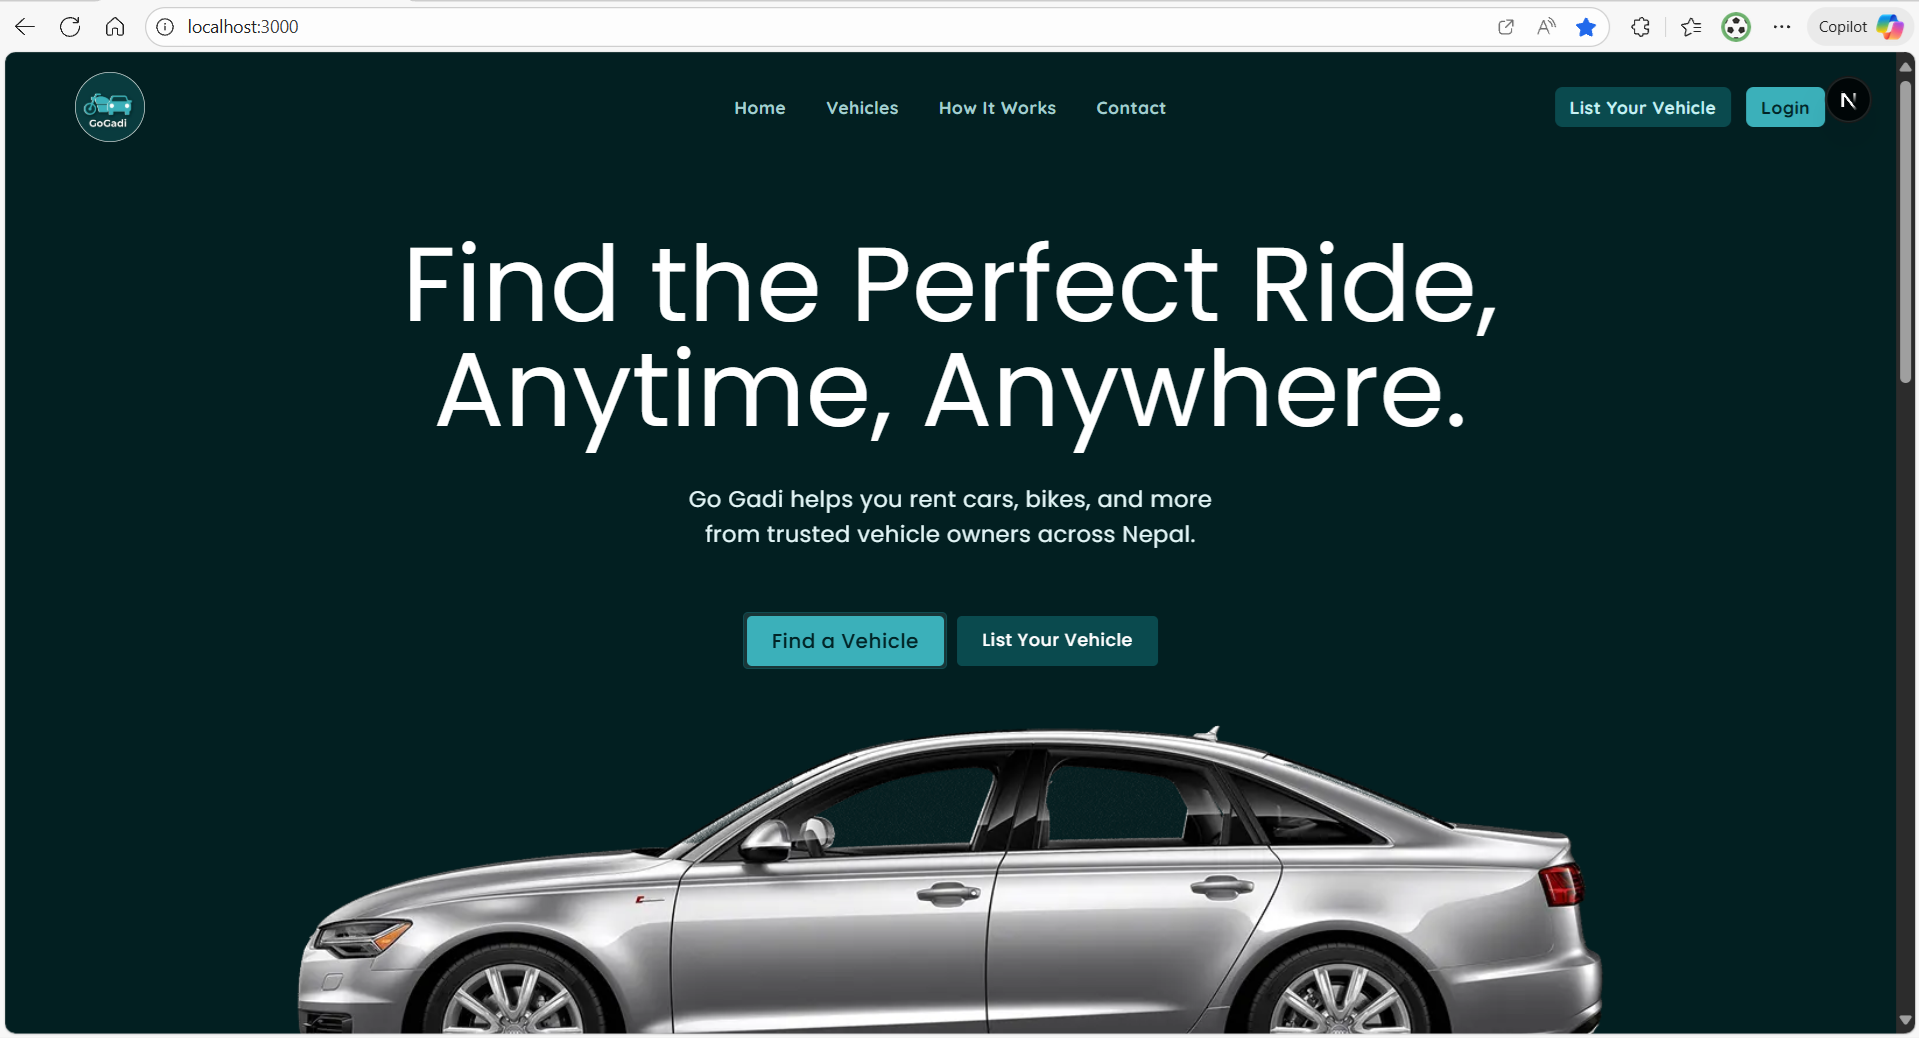 localhost:3000
Copilot
GoGadi
Home
Vehicles
How It Works
Contact
List Your Vehicle
Login
N
Find the Perfect Ride,
Anytime, Anywhere.
Go Gadi helps you rent cars, bikes, and more
from trusted vehicle owners across Nepal.
Find a Vehicle
List Your Vehicle